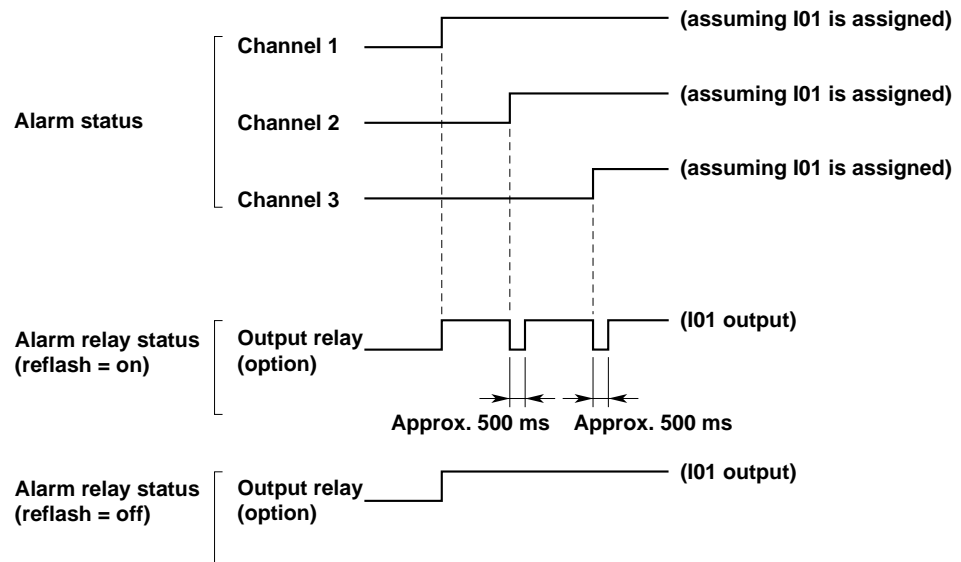 Channel 1 (assuming I01 is assigned)
Alarm status
Channel 2 (assuming I01 is assigned)
Channel 3 (assuming I01 is assigned)
Alarm relay status
(reflash = on)
Output relay
(option)
(I01 output)
Approx. 500 ms Approx. 500 ms
Alarm relay status
(reflash = off)
Output relay
(option)
(I01 output)